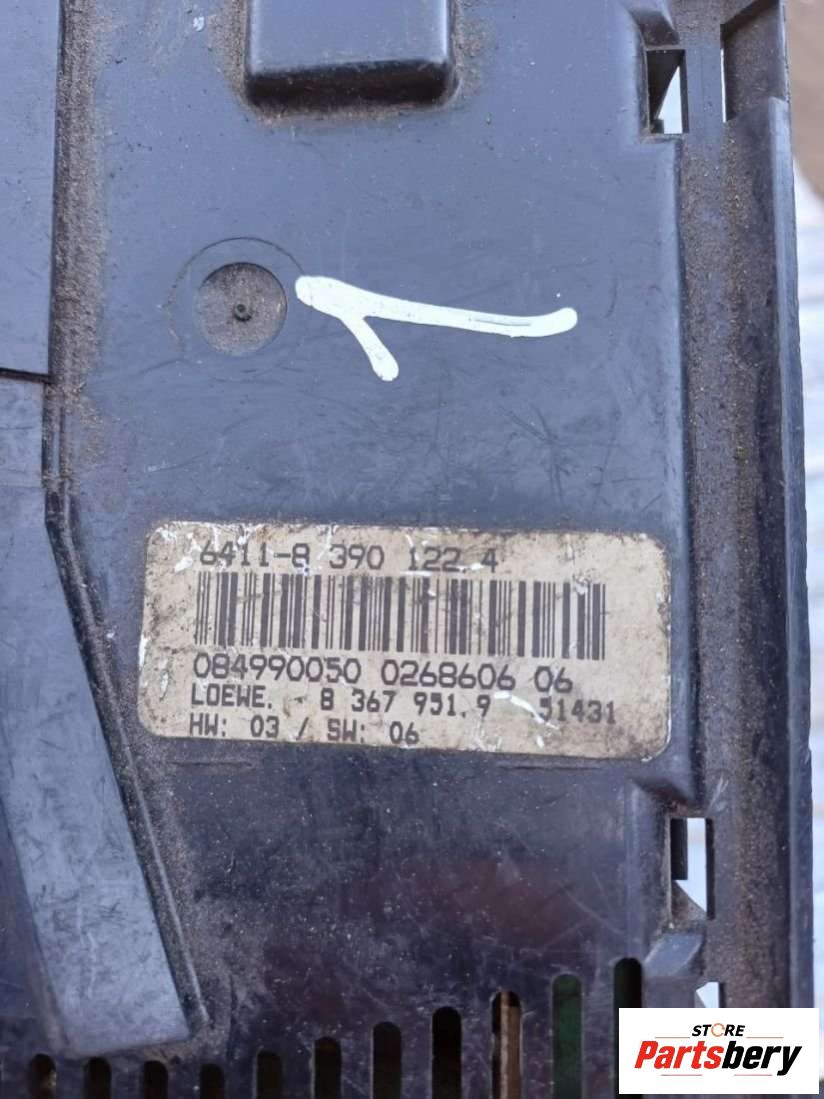 6411-8 390 122.4
084990050 0268606 06
LOEWE. 8 367 951.9 51431
HW: 03 / SW: 06
STORE
Partsbery